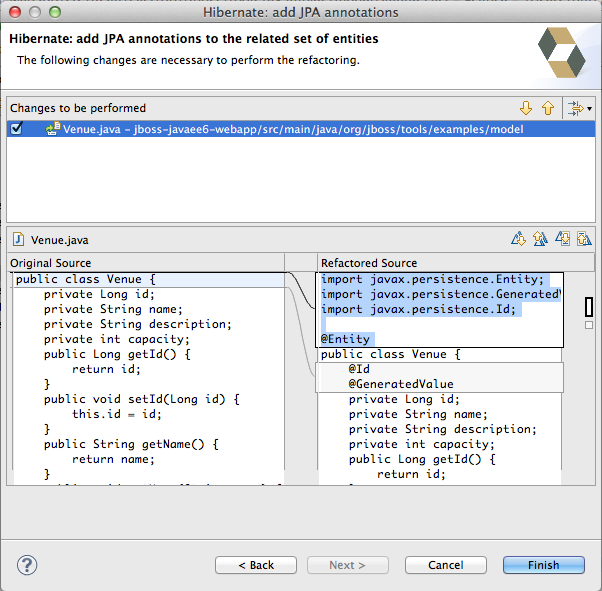 Hibernate: add JPA annotations
Hibernate: add JPA annotations to the related set of entities
The following changes are necessary to perform the refactoring.
Changes to be performed
Venue.java – jboss-javaee6-webapp/src/main/java/org/jboss/tools/examples/model
Venue.java
Original Source
public class Venue {
private Long id;
private String name;
private String description;
private int capacity;
public Long getId() {
return id;
}
public void setId(Long id) {
this.id = id;
}
public String getName() {
return name;
}
Refactored Source
import javax.persistence.Entity;
import javax.persistence.Generated
import javax.persistence.Id;
@Entity
public class Venue {
@Id
@GeneratedValue
private Long id;
private String name;
private String description;
private int capacity;
public Long getId() {
return id;
?
< Back
Next >
Cancel
Finish